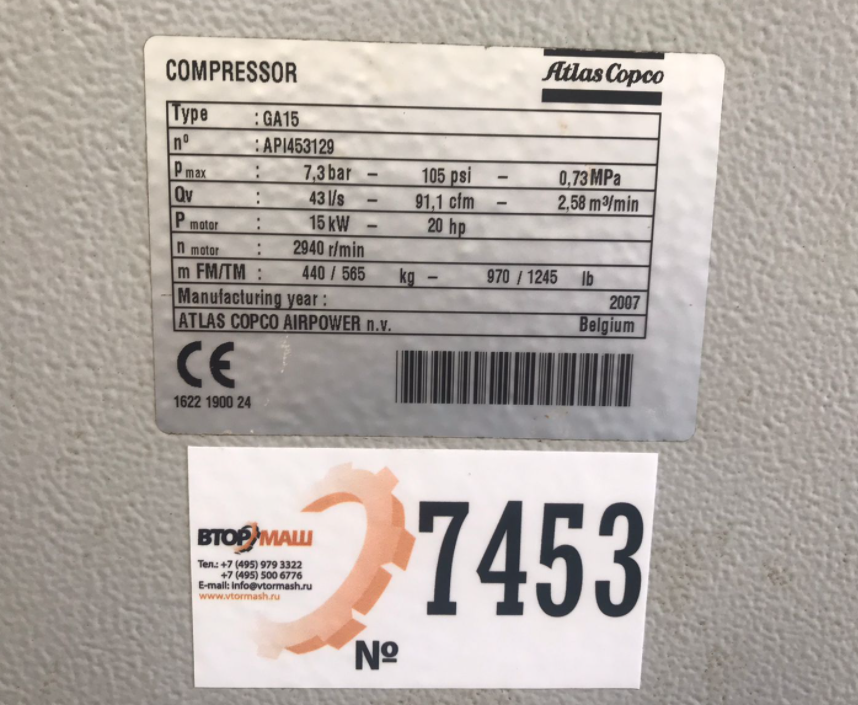 COMPRESSOR
Atlas Copco
Type : GA15
nº : API453129
Pmax : 7,3 bar – 105 psi – 0,73 MPa
Qv : 43 l/s – 91,1 cfm – 2,58 m³/min
P motor : 15 kW – 20 hp
n motor : 2940 r/min
m FM/TM : 440 / 565 kg – 970 / 1245 lb
Manufacturing year : 2007
ATLAS COPCO AIRPOWER n.v. Belgium
CE
1622 1900 24
ВТОРМАШ
Тел.: +7 (495) 979 3322
+7 (495) 500 6776
E-mail: info@vtormash.ru
www.vtormash.ru
№ 7453